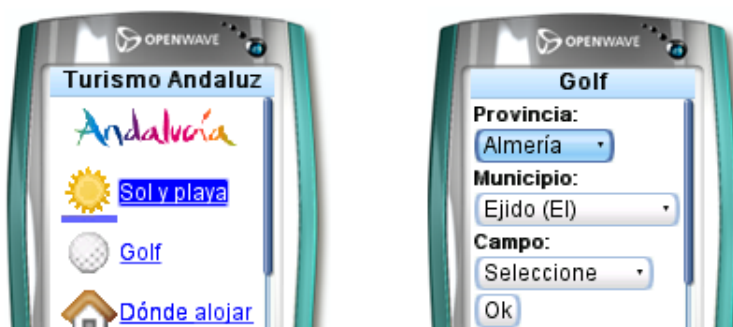 OPENWAVE
Turismo Andaluz
Andalucía
Sol y playa
Golf
Dónde alojar
OPENWAVE
Golf
Provincia:
Almería
Municipio:
Ejido (El)
Campo:
Seleccione
Ok